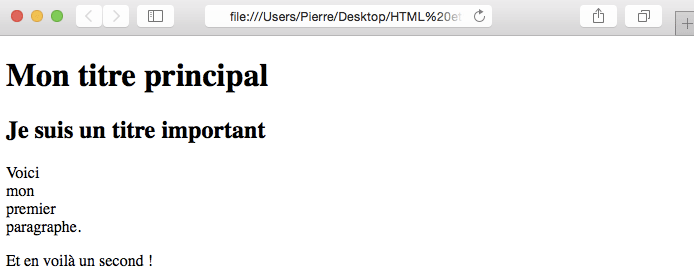 file:///Users/Pierre/Desktop/HTML%20et
Mon titre principal
Je suis un titre important
Voici
mon
premier
paragraphe.
Et en voilà un second !